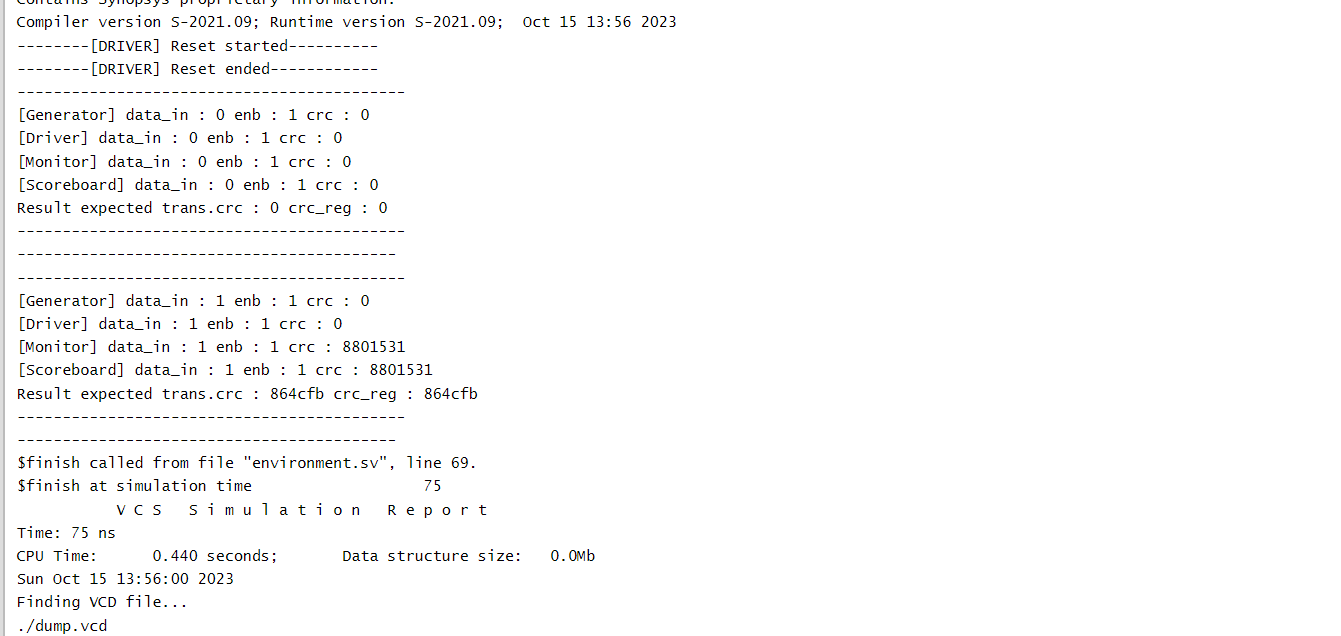 Contains Synopsys proprietary information.
Compiler version S-2021.09; Runtime version S-2021.09;  Oct 15 13:56 2023
--------[DRIVER] Reset started----------
--------[DRIVER] Reset ended------------
-------------------------------------------
[Generator] data_in : 0 enb : 1 crc : 0
[Driver] data_in : 0 enb : 1 crc : 0
[Monitor] data_in : 0 enb : 1 crc : 0
[Scoreboard] data_in : 0 enb : 1 crc : 0
Result expected trans.crc : 0 crc_reg : 0
-------------------------------------------
------------------------------------------
-------------------------------------------
[Generator] data_in : 1 enb : 1 crc : 0
[Driver] data_in : 1 enb : 1 crc : 0
[Monitor] data_in : 1 enb : 1 crc : 8801531
[Scoreboard] data_in : 1 enb : 1 crc : 8801531
Result expected trans.crc : 864cfb crc_reg : 864cfb
-------------------------------------------
------------------------------------------
$finish called from file "environment.sv", line 69.
$finish at simulation time                   75
           V C S   S i m u l a t i o n   R e p o r t
Time: 75 ns
CPU Time:      0.440 seconds;       Data structure size:   0.0Mb
Sun Oct 15 13:56:00 2023
Finding VCD file...
./dump.vcd